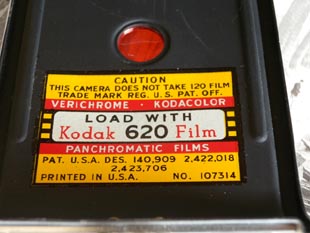 CAUTION
THIS CAMERA DOES NOT TAKE 120 FILM
TRADE MARK REG. U.S. PAT. OFF.
VERICHROME · KODACOLOR
LOAD WITH
Kodak 620 Film
PANCHROMATIC FILMS
PAT. U.S.A. DES. 140,909 2,422,018
2,423,706
PRINTED IN U.S.A. NO. 107314